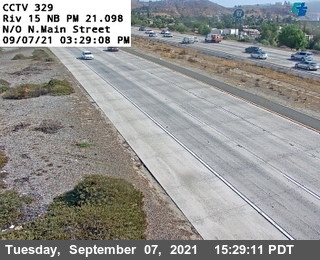 CCTV 329
Riv 15 NB PM 21.098
N/O N.Main Street
09/07/21 03:29:08 PM
Tuesday, September 07, 2021 15:29:11 PDT